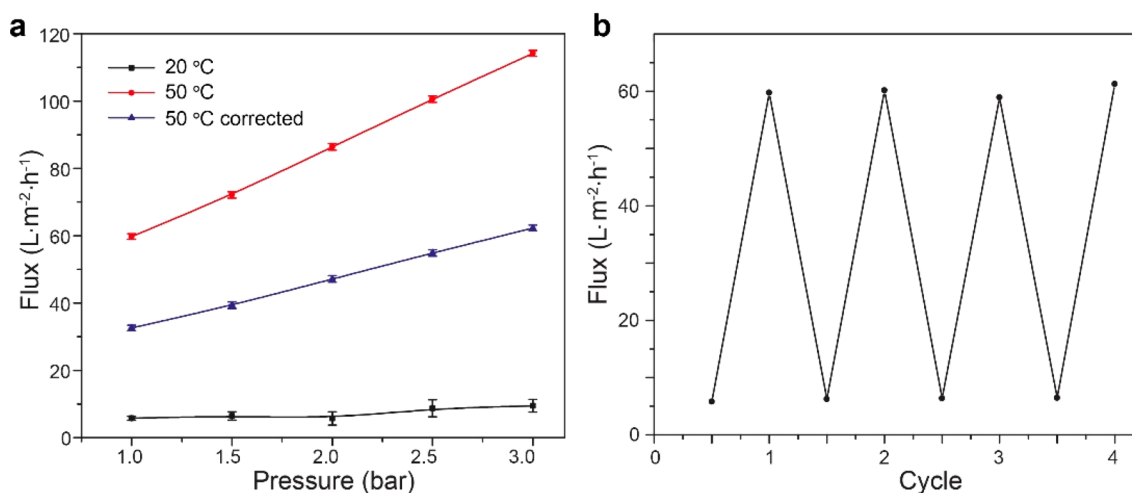 a
120
100
80
60
40
20
0
Flux (L·m⁻²·h⁻¹)
20 °C
50 °C
50 °C corrected
1.0 1.5 2.0 2.5 3.0
Pressure (bar)
b
60
40
20
0
Flux (L·m⁻²·h⁻¹)
0 1 2 3 4
Cycle